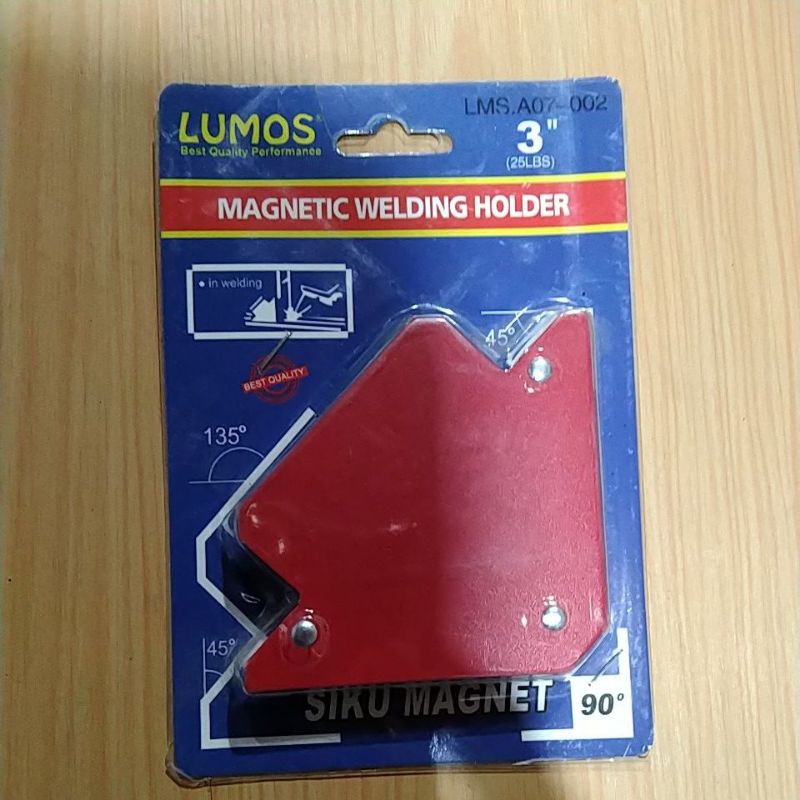 LUMOS®
Best Quality Performance
LMS.A07-002
3"
(25LBS)
MAGNETIC WELDING HOLDER
• in welding
BEST QUALITY
45°
135°
45°
SIKU MAGNET
90°